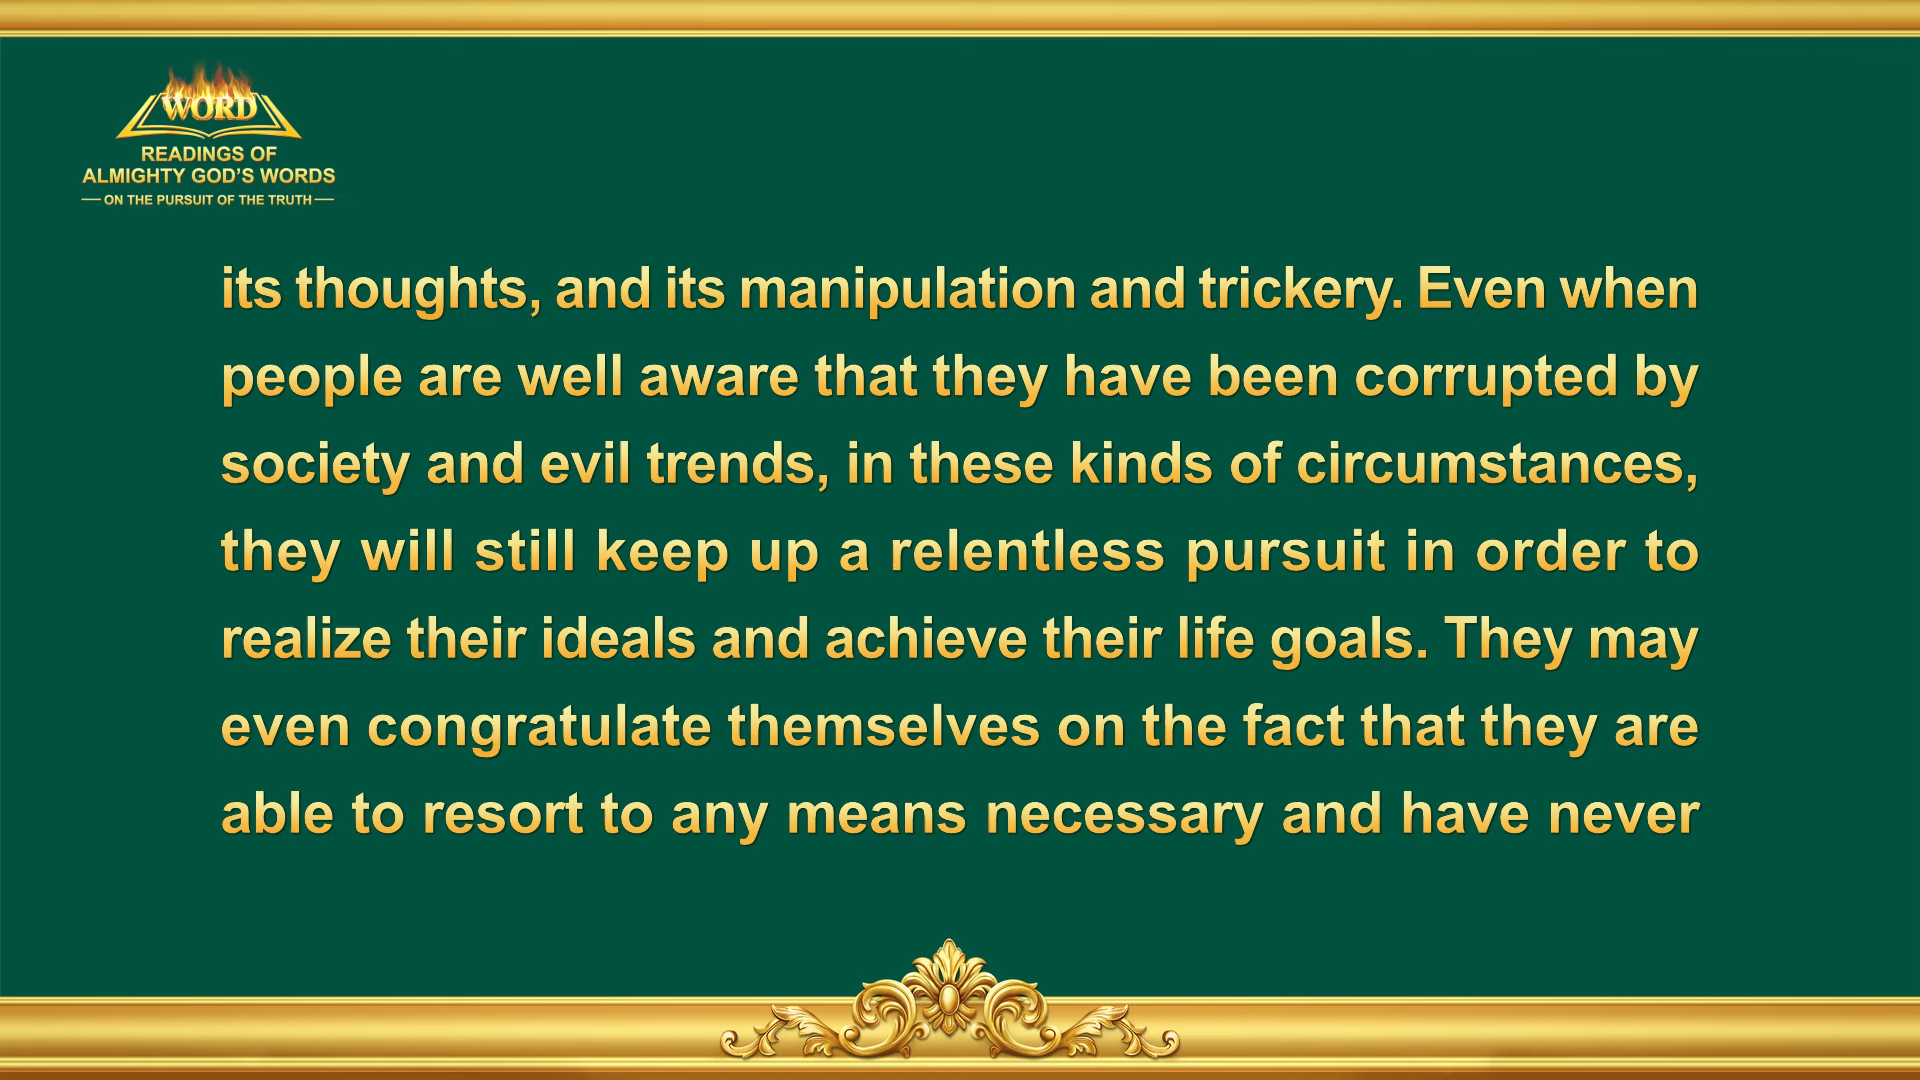 WORD
READINGS OF
ALMIGHTY GOD'S WORDS
— ON THE PURSUIT OF THE TRUTH —
its thoughts, and its manipulation and trickery. Even when
people are well aware that they have been corrupted by
society and evil trends, in these kinds of circumstances,
they will still keep up a relentless pursuit in order to
realize their ideals and achieve their life goals. They may
even congratulate themselves on the fact that they are
able to resort to any means necessary and have never